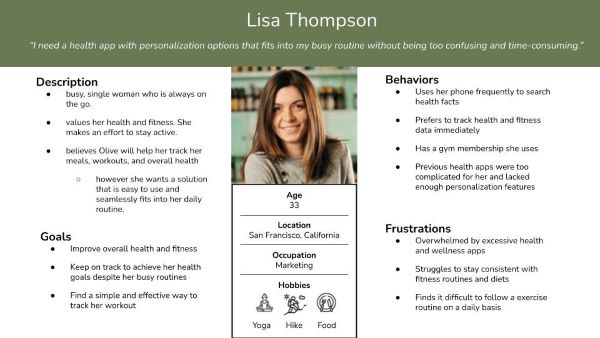 Lisa Thompson
"I need a health app with personalization options that fits into my busy routine without being too confusing and time-consuming."
Description
busy, single woman who is always on
the go.
values her health and fitness. She
makes an effort to stay active.
believes Olive will help her track her
meals, workouts, and overall health
however she wants a solution
that is easy to use and
seamlessly fits into her daily
routine.
Goals
Improve overall health and fitness
Keep on track to achieve her health
goals despite her busy routines
Find a simple and effective way to
track her workout
Age
33
Location
San Francisco, California
Occupation
Marketing
Hobbies
Yoga Hike Food
Behaviors
Uses her phone frequently to search
health facts
Prefers to track health and fitness
data immediately
Has a gym membership she uses
Previous health apps were too
complicated for her and lacked
enough personalization features
Frustrations
Overwhelmed by excessive health
and wellness apps
Struggles to stay consistent with
fitness routines and diets
Finds it difficult to follow a exercise
routine on a daily basis